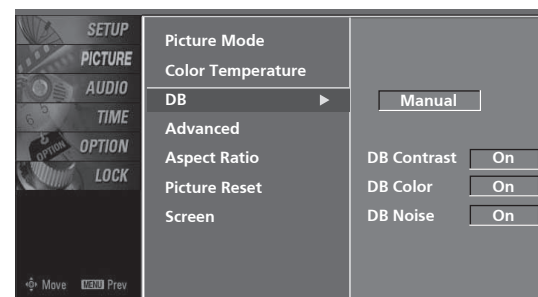 SETUP
PICTURE
AUDIO
TIME
OPTION
LOCK
Move MENU Prev
Picture Mode
Color Temperature
DB ▶
Advanced
Aspect Ratio
Picture Reset
Screen
Manual
DB Contrast On
DB Color On
DB Noise On